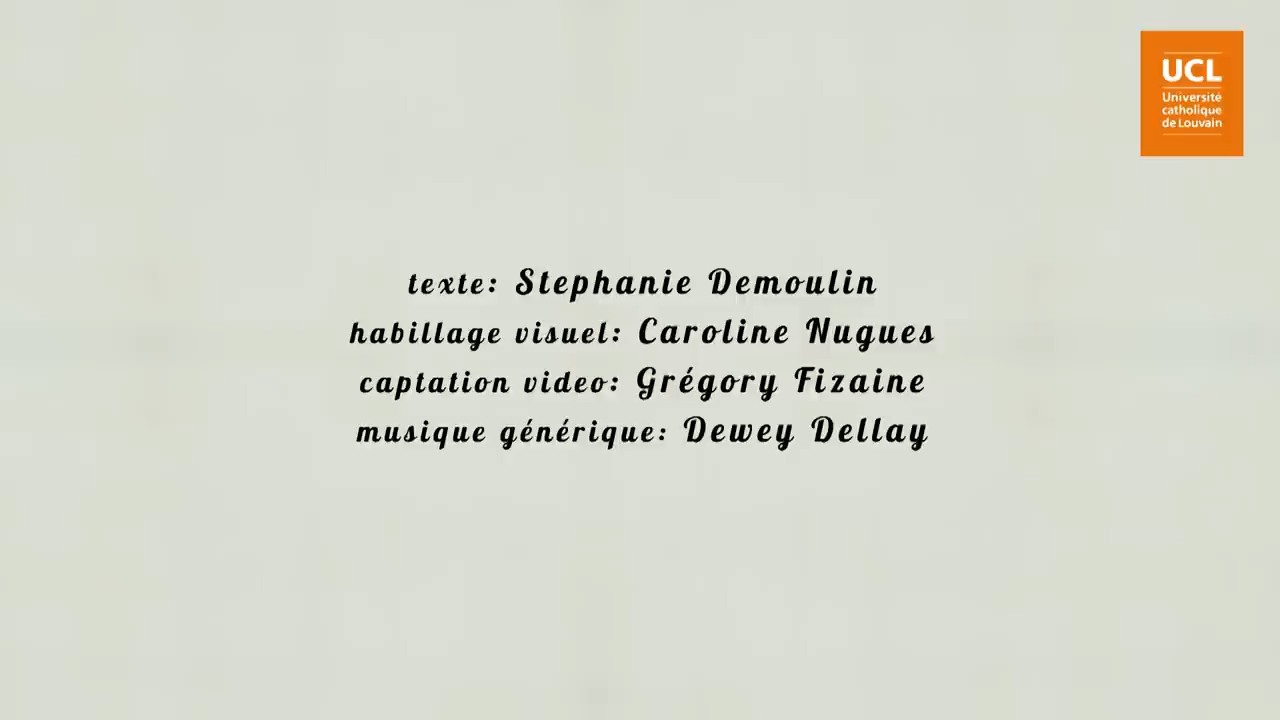 UCL
Université
catholique
de Louvain
texte: Stephanie Demoulin
habillage visuel: Caroline Nugues
captation video: Grégory Fizaine
musique générique: Dewey Dellay